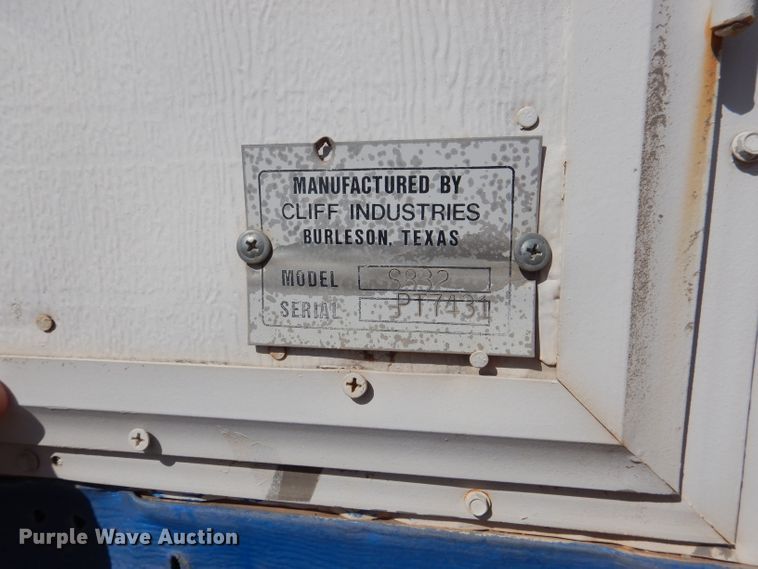 MANUFACTURED BY
CLIFF INDUSTRIES
BURLESON, TEXAS
MODEL S832
SERIAL PT7431
Purple Wave Auction